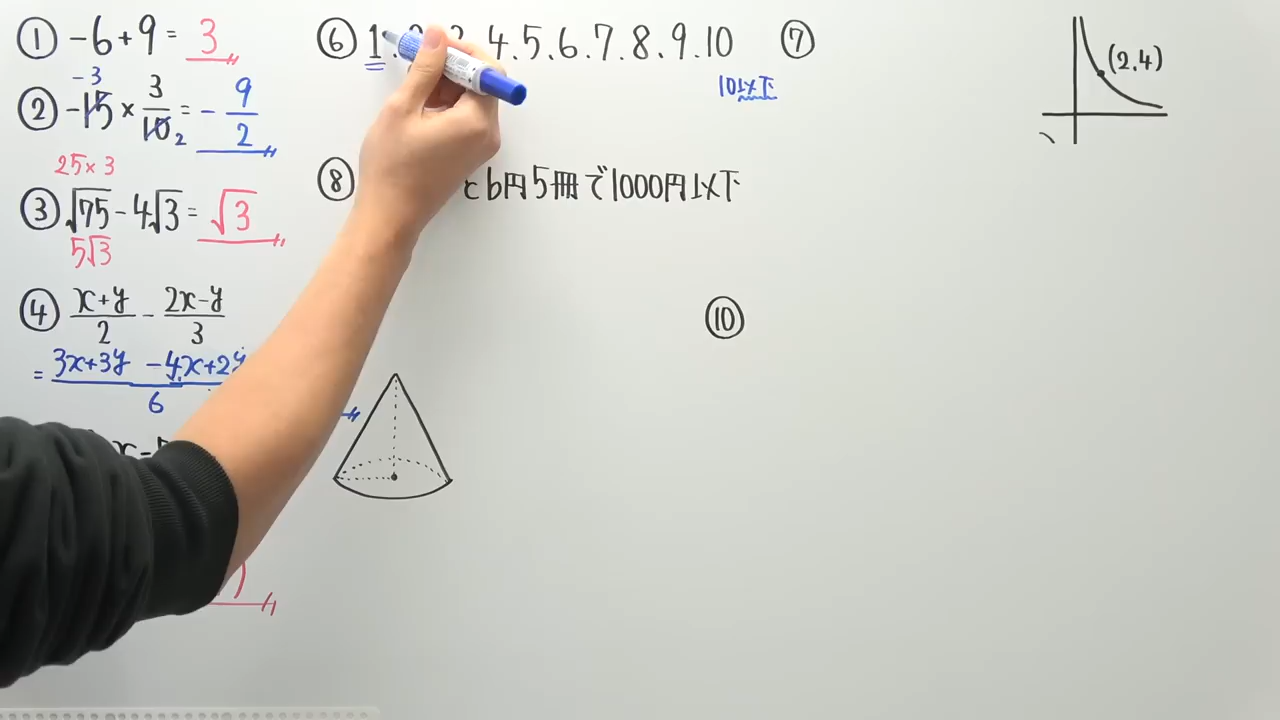 ① -6+9= 3
-3
② -15 × 3/10 = - 9/2
2
25×3
③ √75-4√3= √3
5√3
④ x+y/2 - 2x-y/3
= 3x+3y -4x+2y/6
x-5
⑥ 1. 4.5.6.7.8.9.10
10以下
⑦
(2.4)
⑧ と6円5冊で1000円以下
⑩